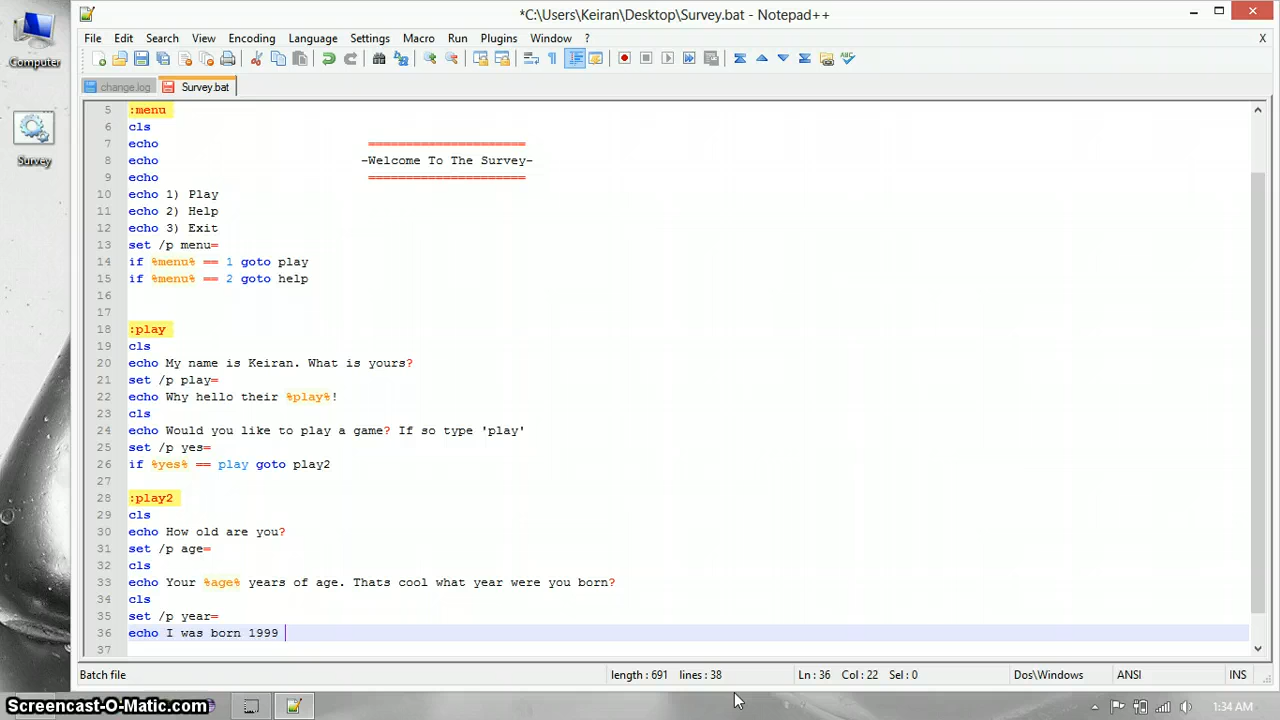 *C:\Users\Keiran\Desktop\Survey.bat - Notepad++
Computer
Survey
File Edit Search View Encoding Language Settings Macro Run Plugins Window ? X
change.log Survey.bat
5 :menu
6 cls
7 echo =====================
8 echo -Welcome To The Survey-
9 echo =====================
10 echo 1) Play
11 echo 2) Help
12 echo 3) Exit
13 set /p menu=
14 if %menu% == 1 goto play
15 if %menu% == 2 goto help
16
17
18 :play
19 cls
20 echo My name is Keiran. What is yours?
21 set /p play=
22 echo Why hello their %play%!
23 cls
24 echo Would you like to play a game? If so type 'play'
25 set /p yes=
26 if %yes% == play goto play2
27
28 :play2
29 cls
30 echo How old are you?
31 set /p age=
32 cls
33 echo Your %age% years of age. Thats cool what year were you born?
34 cls
35 set /p year=
36 echo I was born 1999
37
Batch file length : 691 lines : 38 Ln : 36 Col : 22 Sel : 0 Dos\Windows ANSI INS
Screencast-O-Matic.com 1:34 AM